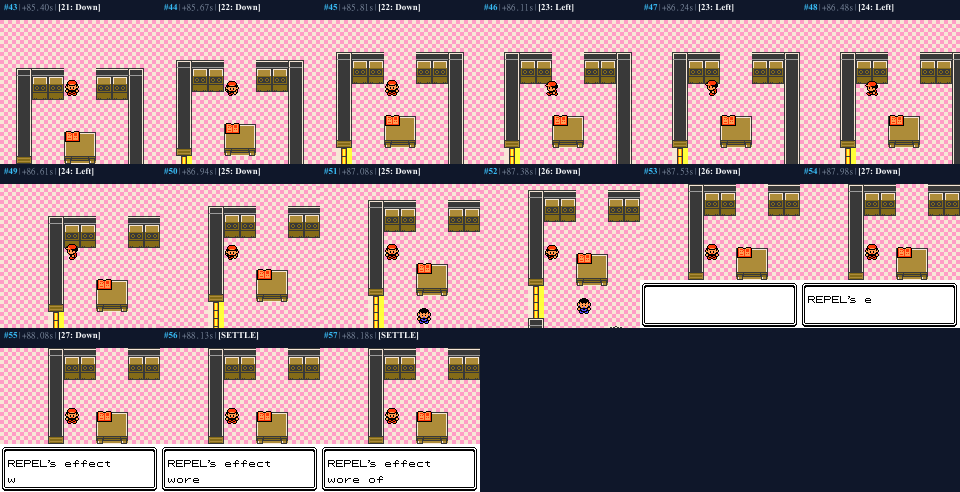 #43|+85.40s|[21: Down]
#44|+85.67s|[22: Down]
#45|+85.81s|[22: Down]
#46|+86.11s|[23: Left]
#47|+86.24s|[23: Left]
#48|+86.48s|[24: Left]
#49|+86.61s|[24: Left]
#50|+86.94s|[25: Down]
#51|+87.08s|[25: Down]
#52|+87.38s|[26: Down]
#53|+87.53s|[26: Down]
#54|+87.98s|[27: Down]
REPEL's e
#55|+88.08s|[27: Down]
#56|+88.13s|[SETTLE]
#57|+88.18s|[SETTLE]
REPEL's effect
w
REPEL's effect
wore
REPEL's effect
wore of